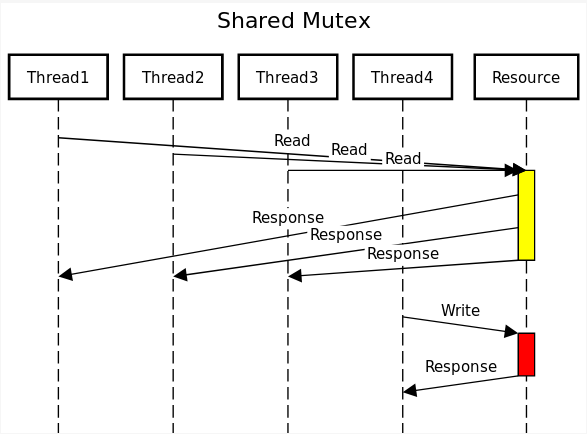 Shared Mutex
Thread1
Thread2
Thread3
Thread4
Resource
Read
Read
Read
Response
Response
Response
Write
Response